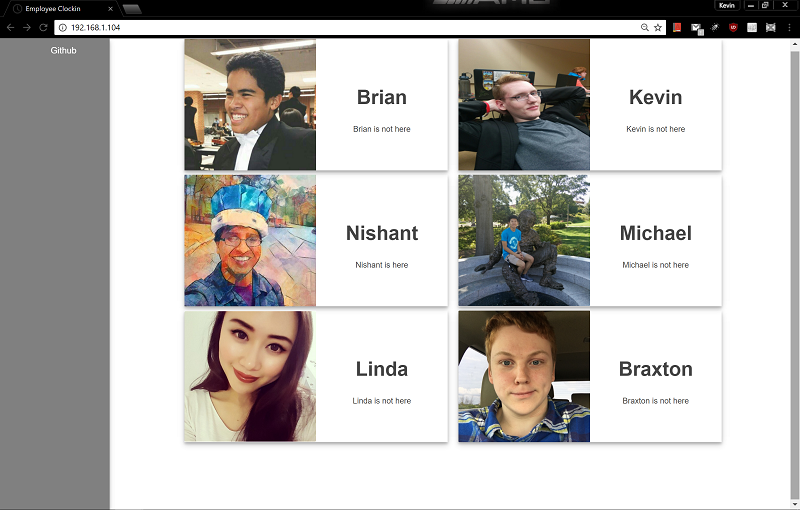 Employee Clockin
Kevin
192.168.1.104
Github
Brian
Brian is not here
Kevin
Kevin is not here
Nishant
Nishant is here
Michael
Michael is not here
Linda
Linda is not here
Braxton
Braxton is not here